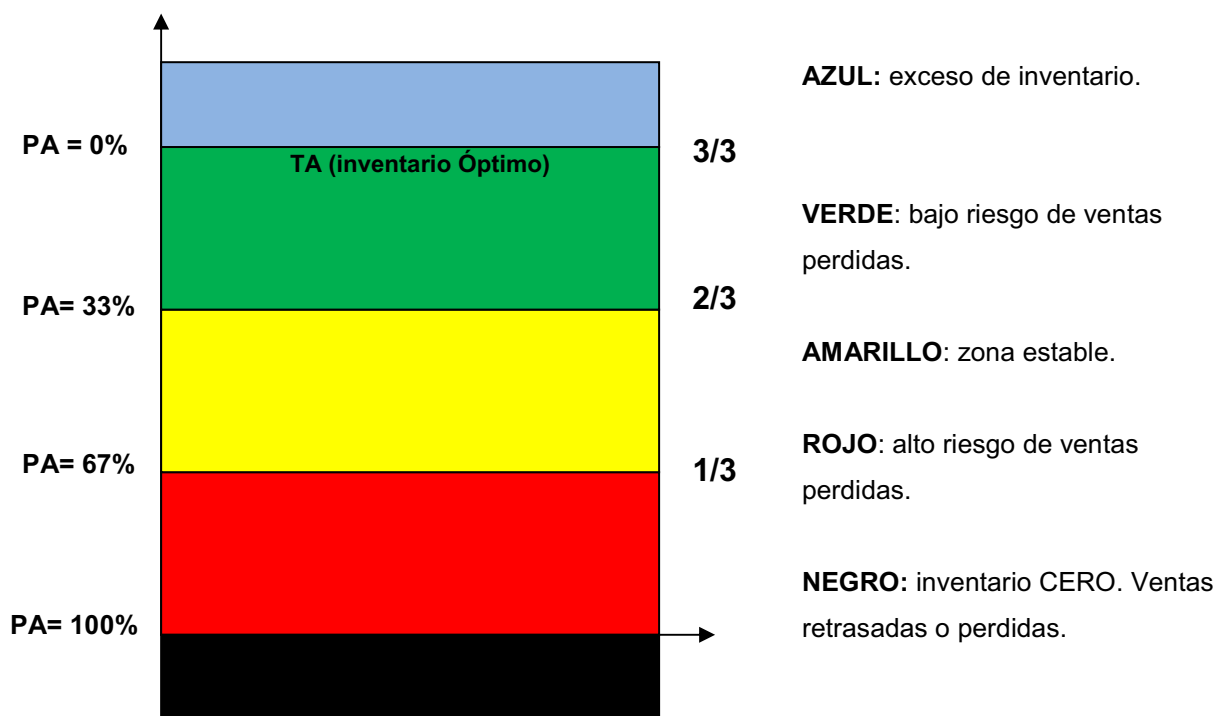 AZUL: exceso de inventario.
PA = 0%
TA (inventario Óptimo)
3/3
VERDE: bajo riesgo de ventas
perdidas.
PA= 33%
2/3
AMARILLO: zona estable.
PA= 67%
1/3
ROJO: alto riesgo de ventas
perdidas.
NEGRO: inventario CERO. Ventas
retrasadas o perdidas.
PA= 100%